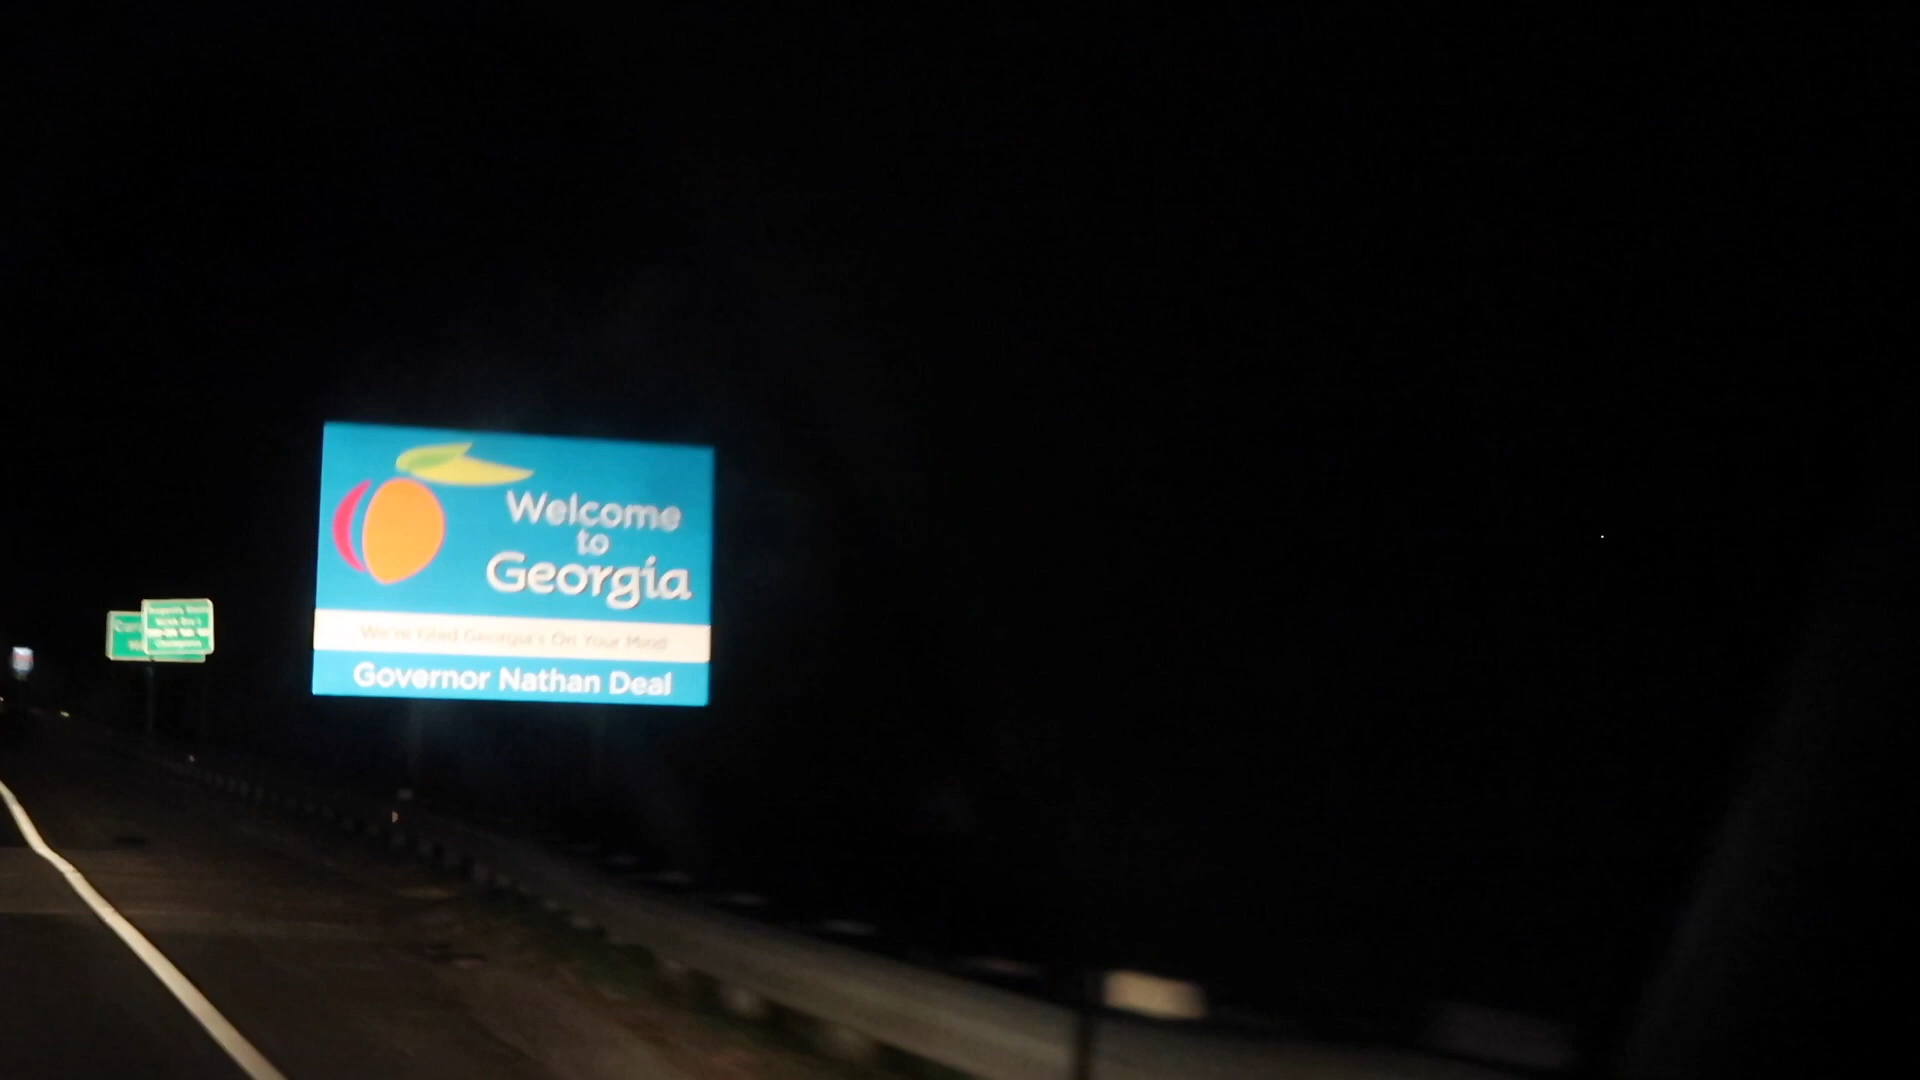 Welcome
to
Georgia
We're Glad Georgia's On Your Mind
Governor Nathan Deal